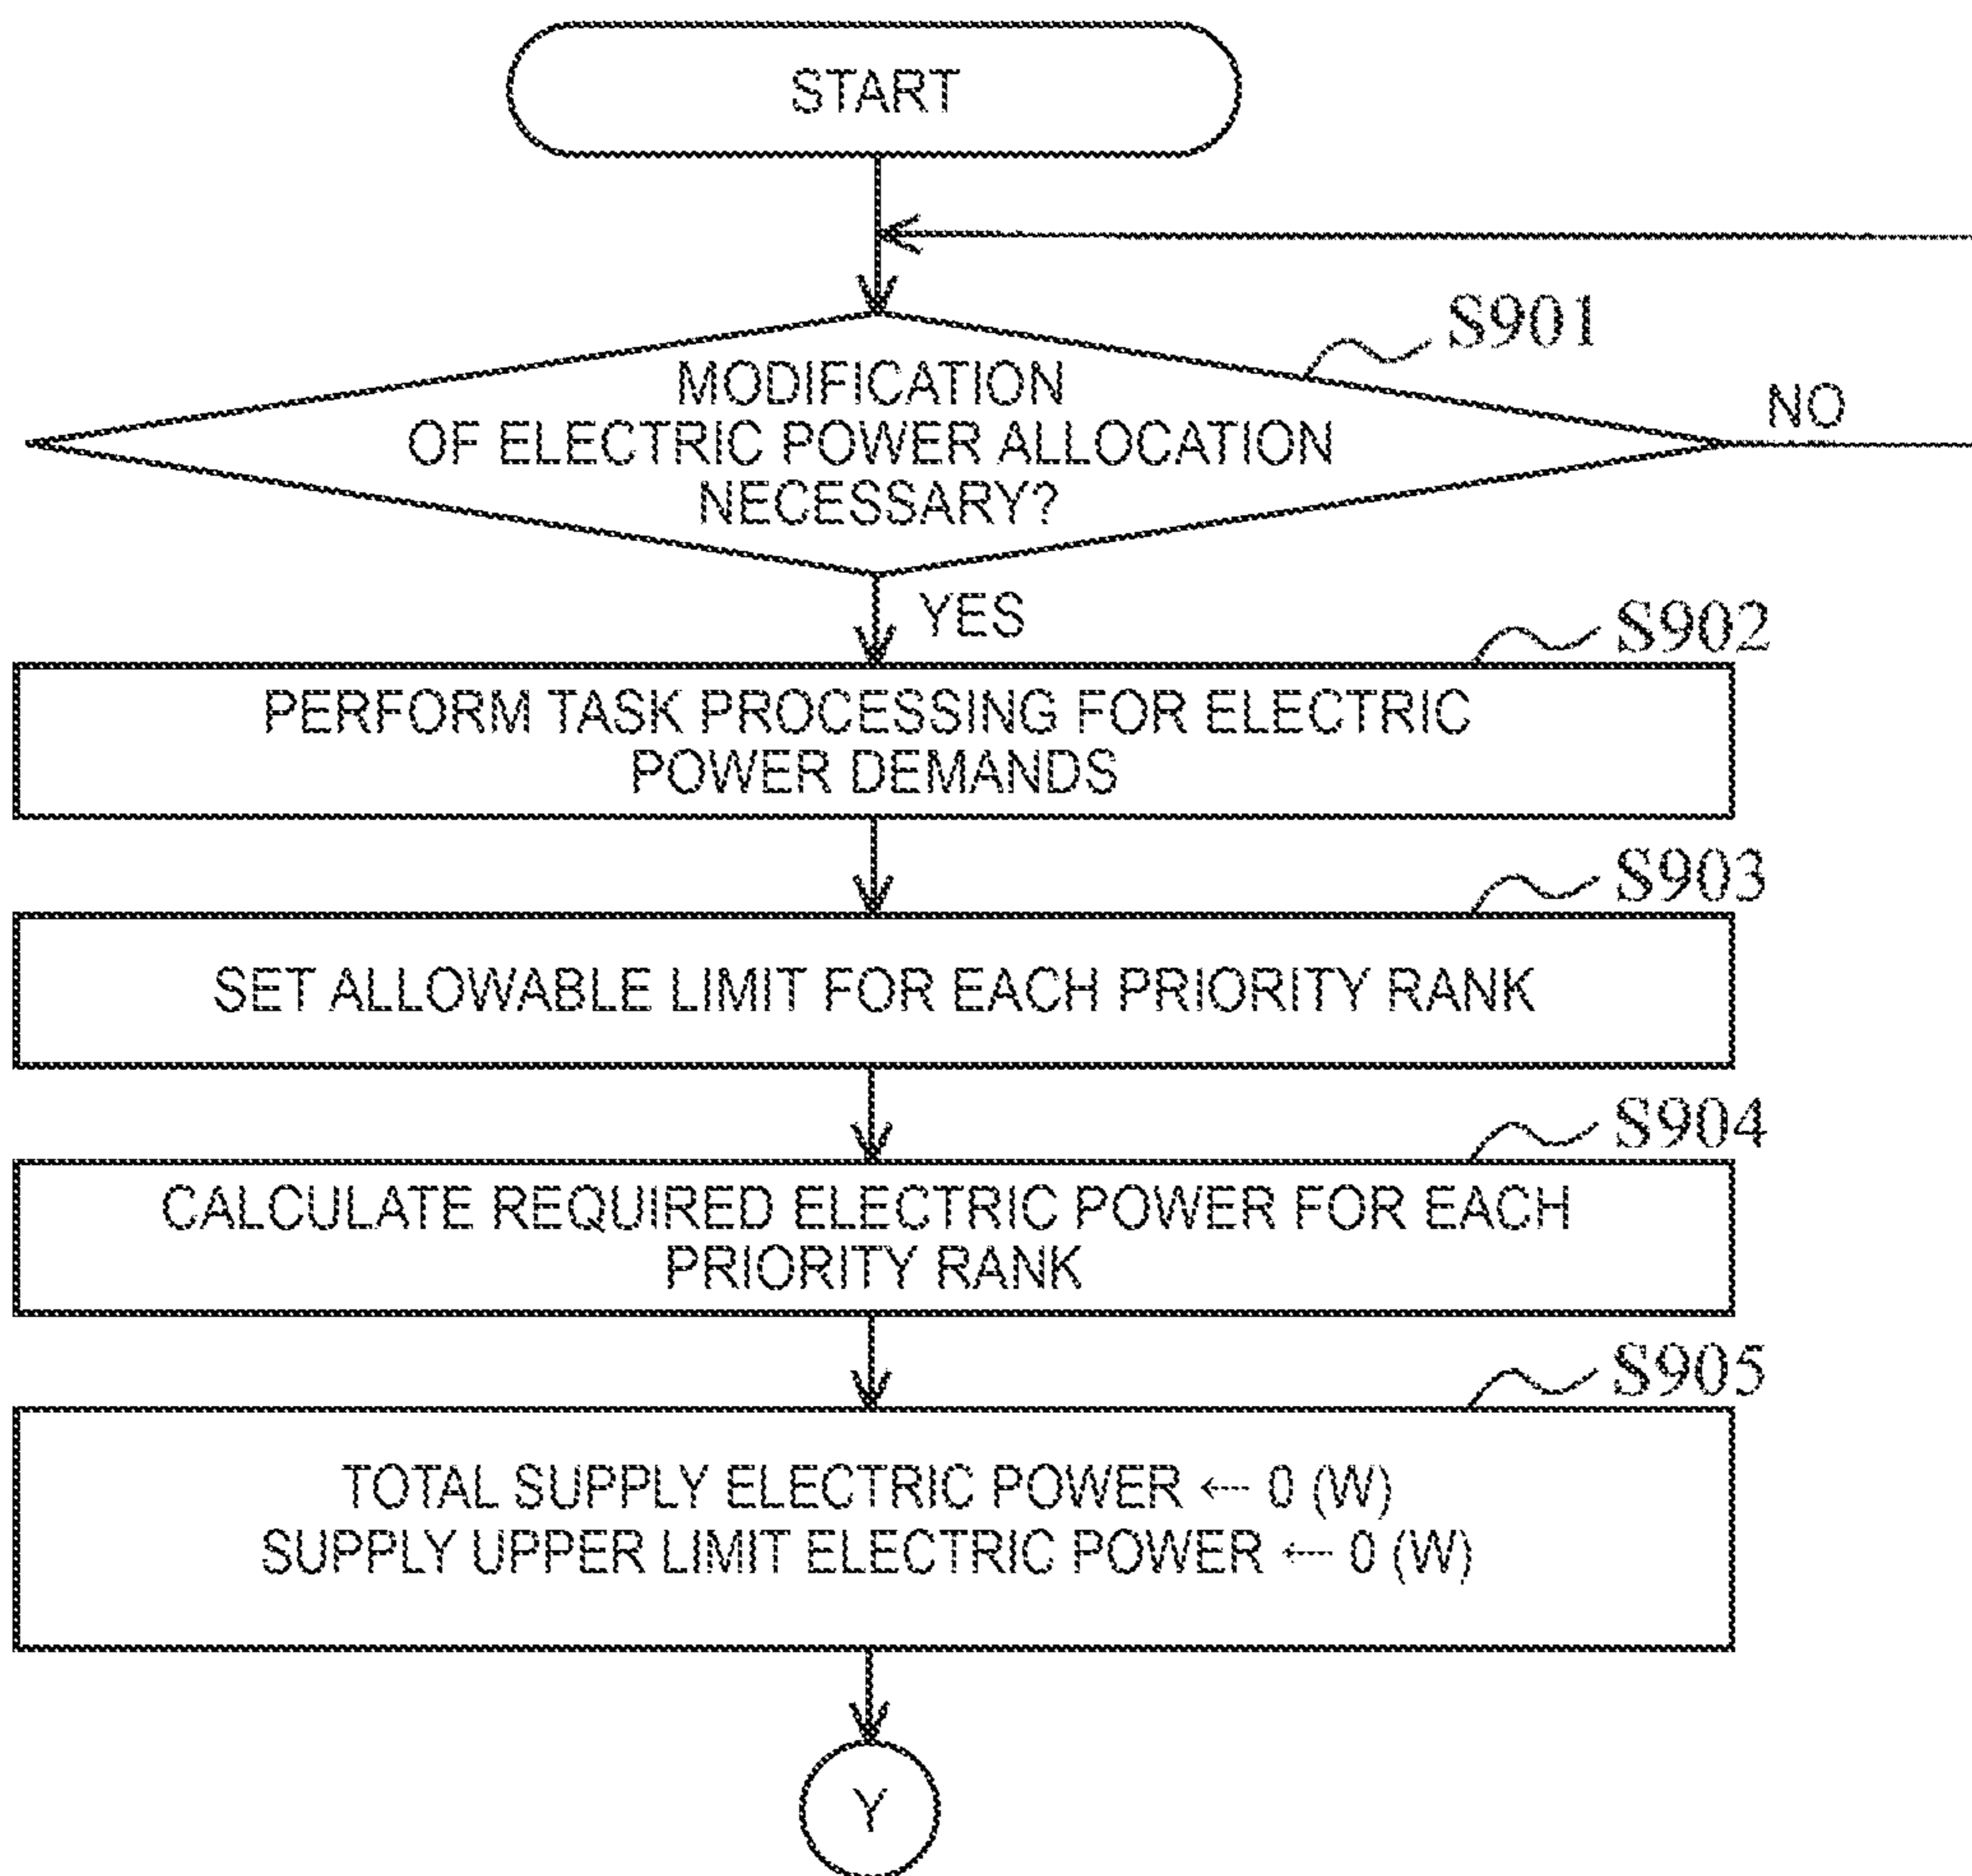 START
S901
MODIFICATION
OF ELECTRIC POWER ALLOCATION
NECESSARY?
NO
YES
S902
PERFORM TASK PROCESSING FOR ELECTRIC
POWER DEMANDS
S903
SET ALLOWABLE LIMIT FOR EACH PRIORITY RANK
S904
CALCULATE REQUIRED ELECTRIC POWER FOR EACH
PRIORITY RANK
S905
TOTAL SUPPLY ELECTRIC POWER ← 0 (W)
SUPPLY UPPER LIMIT ELECTRIC POWER ← 0 (W)
Y